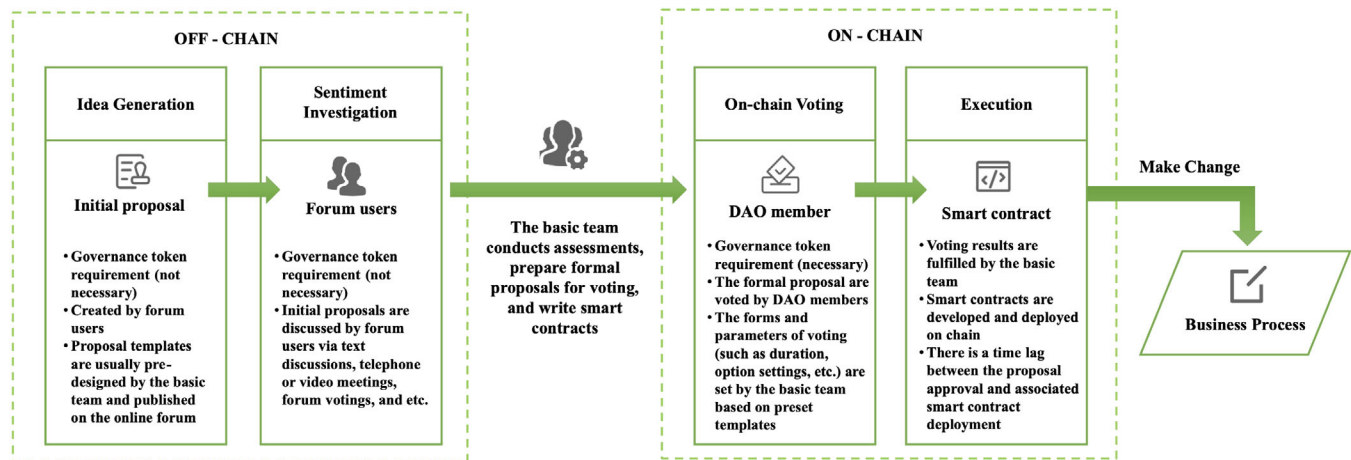 OFF - CHAIN
Idea Generation
Initial proposal
• Governance token
requirement (not
necessary)
• Created by forum
users
• Proposal templates
are usually pre-
designed by the basic
team and published
on the online forum
Sentiment
Investigation
Forum users
• Governance token
requirement (not
necessary)
• Initial proposals are
discussed by forum
users via text
discussions, telephone
or video meetings,
forum votings, and etc.
The basic team
conducts assessments,
prepare formal
proposals for voting,
and write smart
contracts
ON - CHAIN
On-chain Voting
DAO member
• Governance token
requirement (necessary)
• The formal proposal are
voted by DAO members
• The forms and
parameters of voting
(such as duration,
option settings, etc.) are
set by the basic team
based on preset
templates
Execution
Smart contract
• Voting results are
fulfilled by the basic
team
• Smart contracts are
developed and deployed
on chain
• There is a time lag
between the proposal
approval and associated
smart contract
deployment
Make Change
Business Process